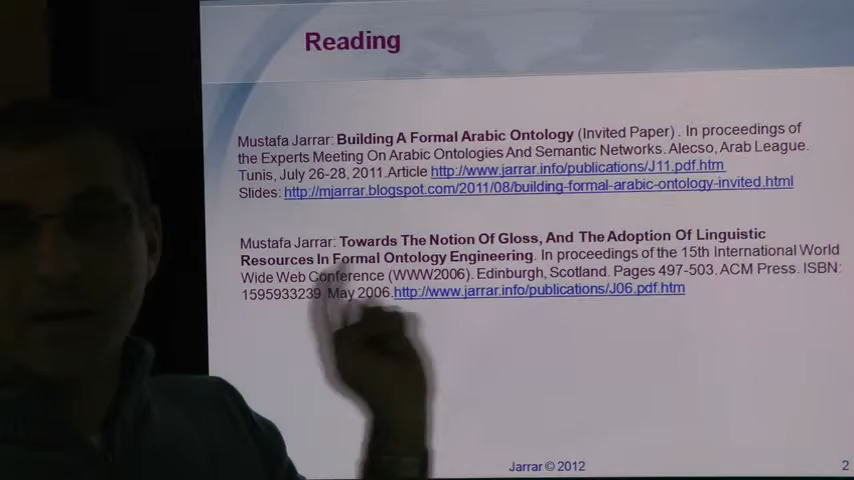 Reading
Mustafa Jarrar: Building A Formal Arabic Ontology (Invited Paper) . In proceedings of
the Experts Meeting On Arabic Ontologies And Semantic Networks. Alecso, Arab League.
Tunis, July 26-28, 2011.Article http://www.jarrar.info/publications/J11.pdf.htm
Slides: http://mjarrar.blogspot.com/2011/08/building-formal-arabic-ontology-invited.html
Mustafa Jarrar: Towards The Notion Of Gloss, And The Adoption Of Linguistic
Resources In Formal Ontology Engineering. In proceedings of the 15th International World
Wide Web Conference (WWW2006). Edinburgh, Scotland. Pages 497-503. ACM Press. ISBN:
1595933239. May 2006.http://www.jarrar.info/publications/J06.pdf.htm
Jarrar © 2012
2